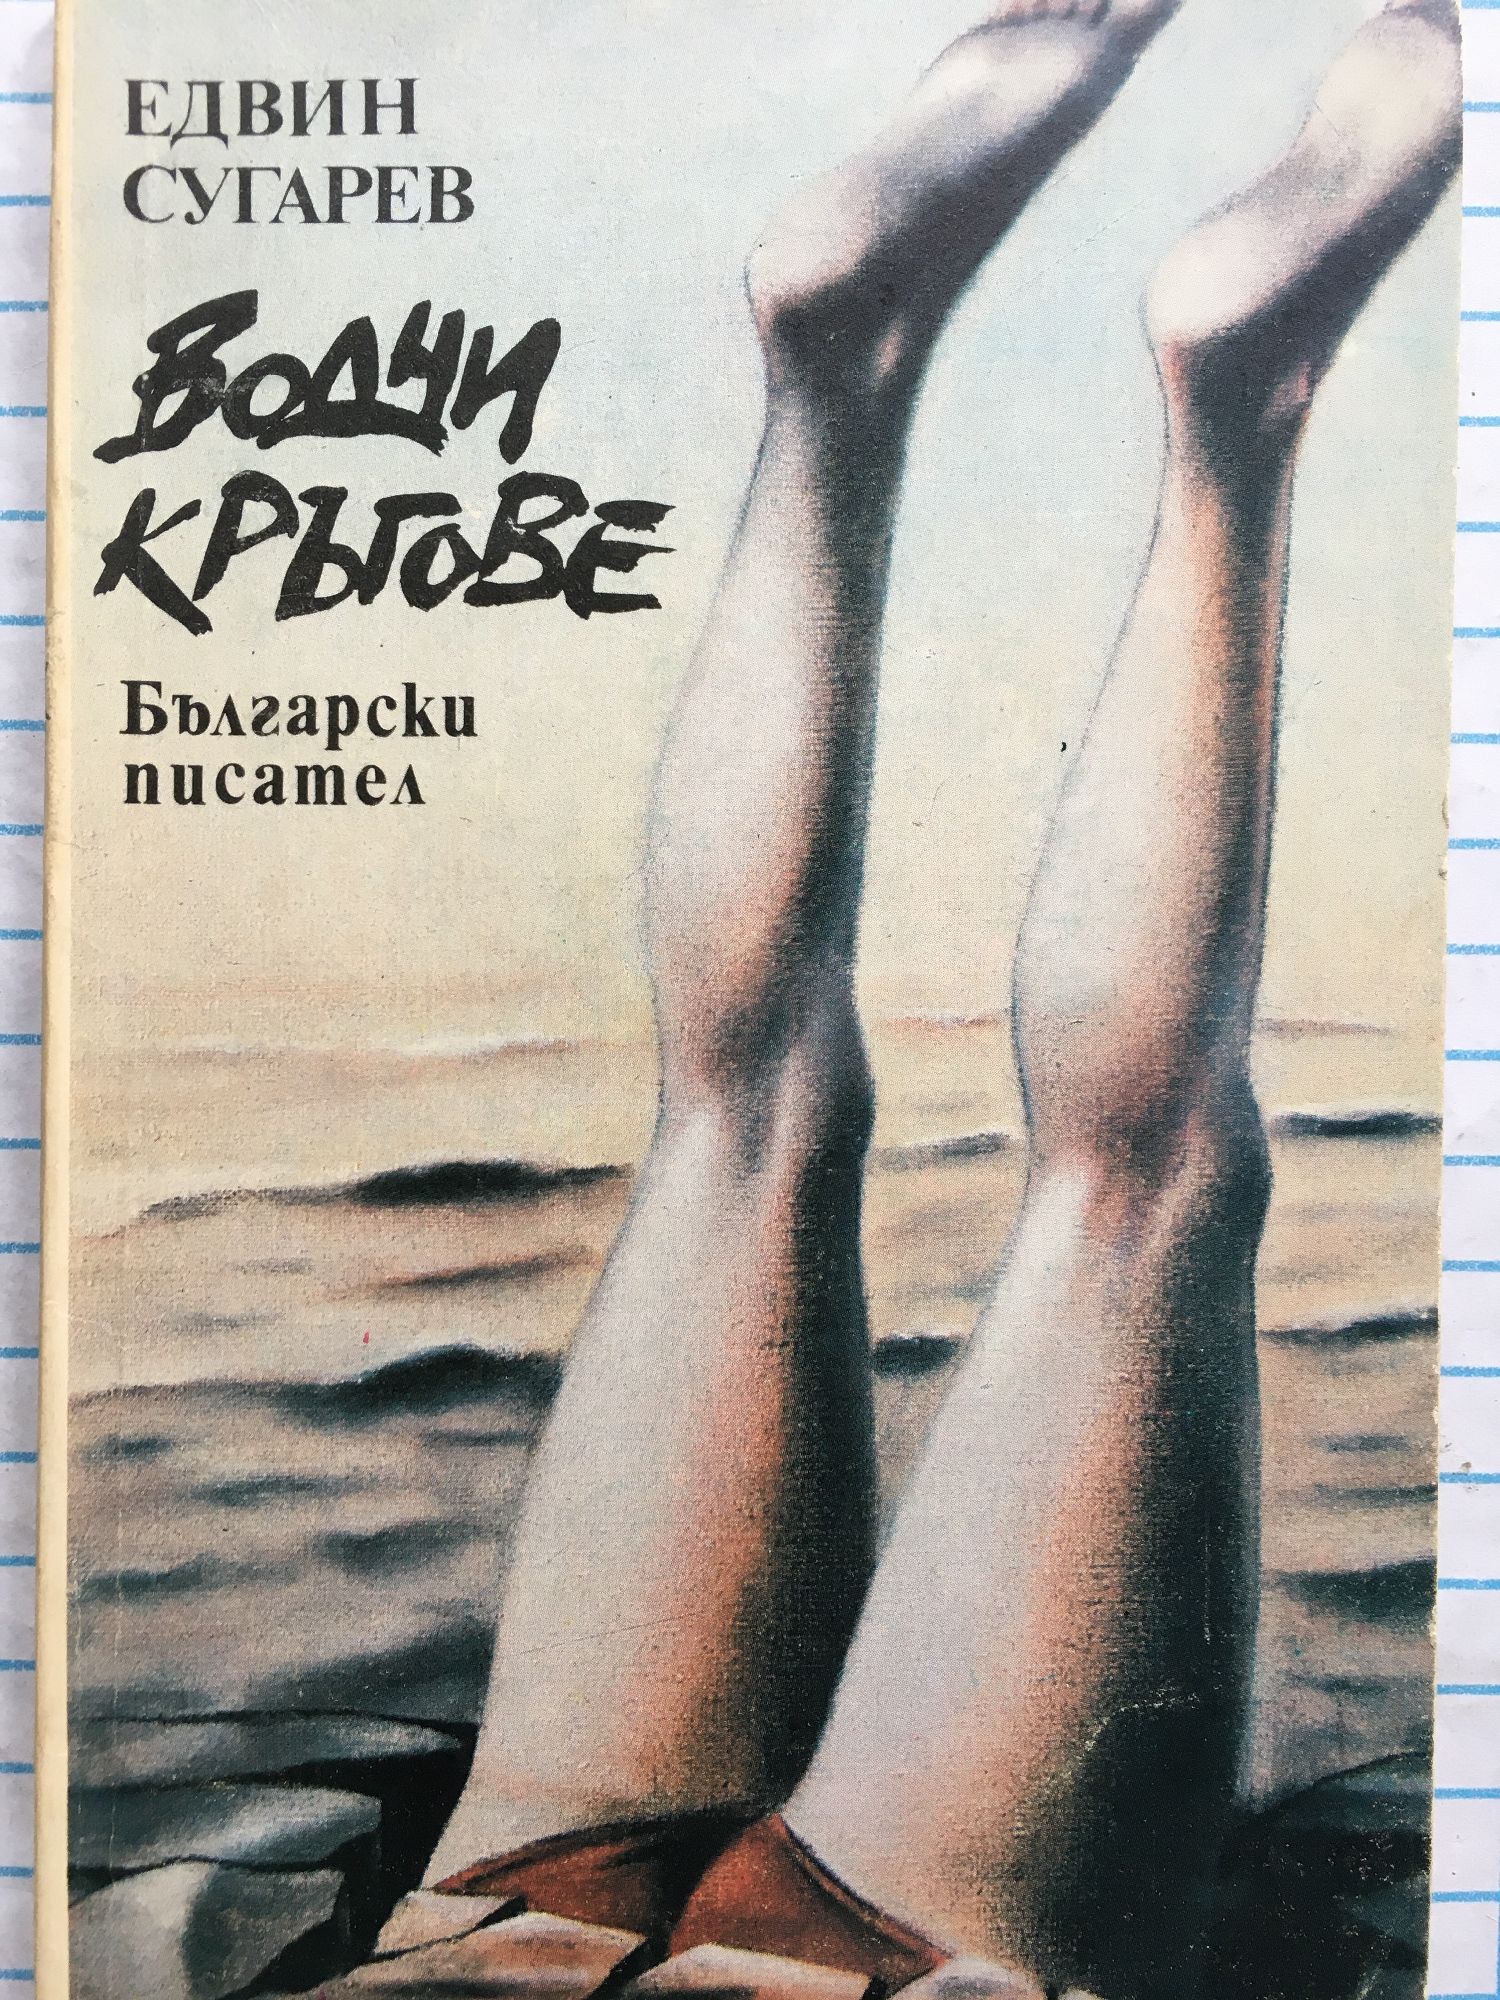 ЕДВИН
СУГАРЕВ
ВОДНИ
КРЪГОВЕ
Български
писател